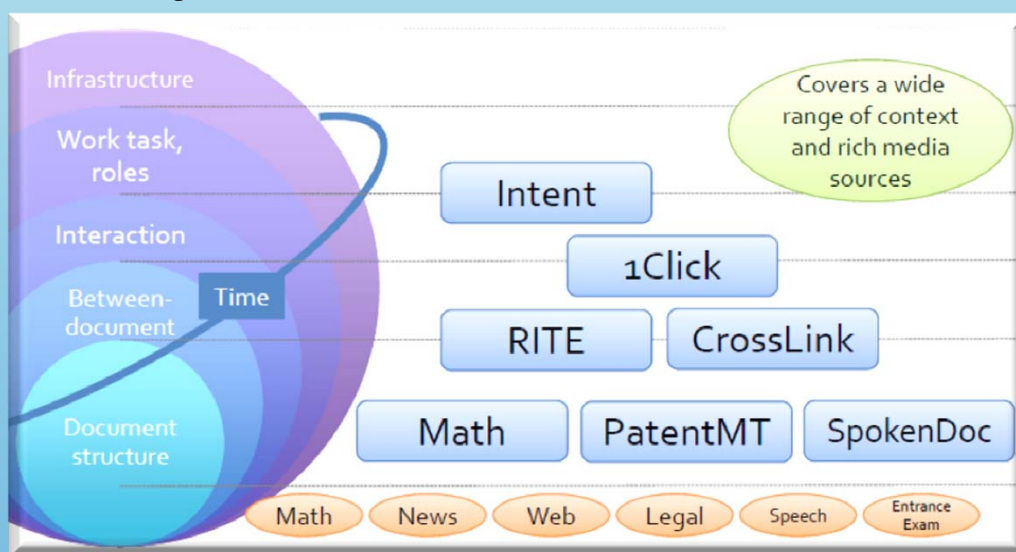 Infrastructure
Work task,
roles
Interaction
Between-
document
Time
Document
structure
Covers a wide
range of context
and rich media
sources
Intent
1Click
RITE
CrossLink
Math
PatentMT
SpokenDoc
Math
News
Web
Legal
Speech
Entrance
Exam